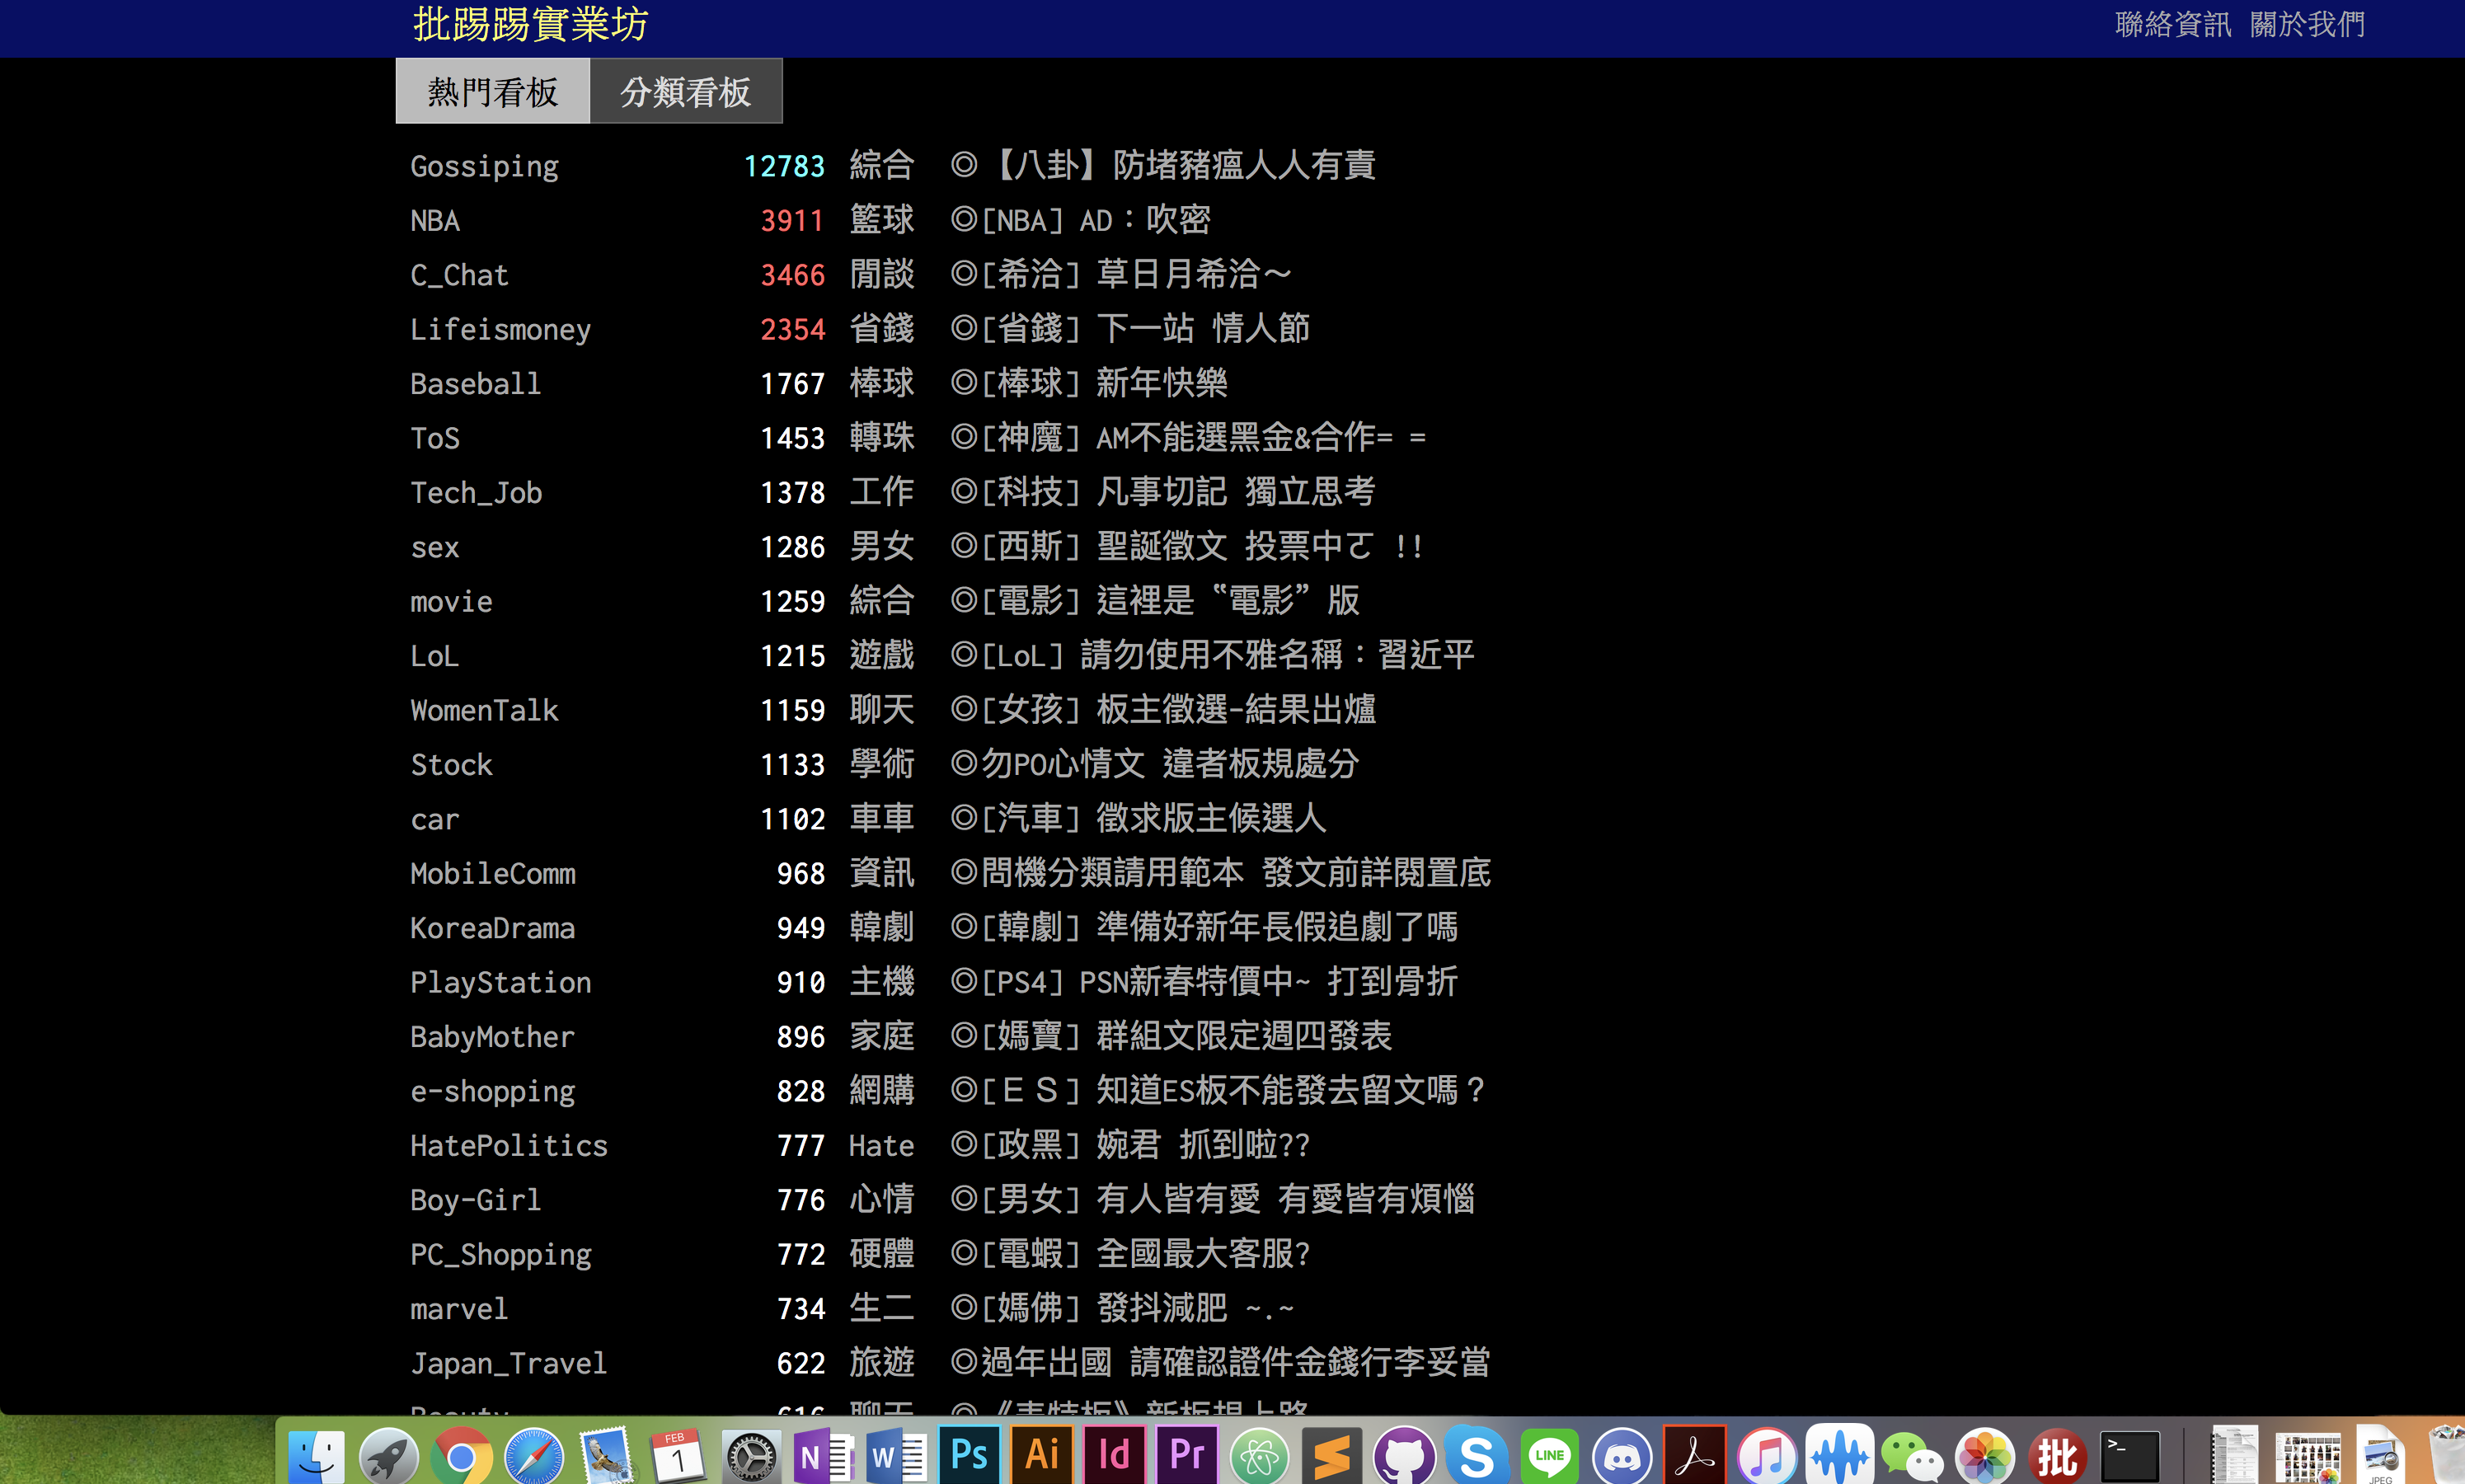 批踢踢實業坊 聯絡資訊 關於我們
熱門看板 分類看板
Gossiping 12783 綜合 ◎【八卦】防堵豬瘟人人有責
NBA 3911 籃球 ◎[NBA] AD：吹密
C_Chat 3466 閒談 ◎[希洽] 草日月希洽～
Lifeismoney 2354 省錢 ◎[省錢] 下一站 情人節
Baseball 1767 棒球 ◎[棒球] 新年快樂
ToS 1453 轉珠 ◎[神魔] AM不能選黑金&合作= =
Tech_Job 1378 工作 ◎[科技] 凡事切記 獨立思考
sex 1286 男女 ◎[西斯] 聖誕徵文 投票中ㄛ !!
movie 1259 綜合 ◎[電影] 這裡是〝電影〞版
LoL 1215 遊戲 ◎[LoL] 請勿使用不雅名稱：習近平
WomenTalk 1159 聊天 ◎[女孩] 板主徵選-結果出爐
Stock 1133 學術 ◎勿PO心情文 違者板規處分
car 1102 車車 ◎[汽車] 徵求版主候選人
MobileComm 968 資訊 ◎問機分類請用範本 發文前詳閱置底
KoreaDrama 949 韓劇 ◎[韓劇] 準備好新年長假追劇了嗎
PlayStation 910 主機 ◎[PS4] PSN新春特價中~ 打到骨折
BabyMother 896 家庭 ◎[媽寶] 群組文限定週四發表
e-shopping 828 網購 ◎[ＥＳ] 知道ES板不能發去留文嗎？
HatePolitics 777 Hate ◎[政黑] 婉君 抓到啦??
Boy-Girl 776 心情 ◎[男女] 有人皆有愛 有愛皆有煩惱
PC_Shopping 772 硬體 ◎[電蝦] 全國最大客服?
marvel 734 生二 ◎[媽佛] 發抖減肥 ~.~
Japan_Travel 622 旅遊 ◎過年出國 請確認證件金錢行李妥當
Beauty 616 聊天 ◎《表特板》新板規上路
FEB
1 N W Ps Ai Id Pr S LINE 批 >_ JPEG